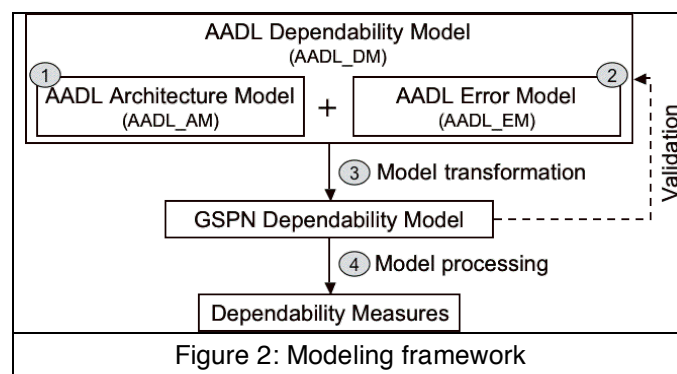 AADL Dependability Model
(AADL_DM)
1
2
AADL Architecture Model
(AADL_AM)
+
AADL Error Model
(AADL_EM)
Validation
3 Model transformation
GSPN Dependability Model
4 Model processing
Dependability Measures
Figure 2: Modeling framework